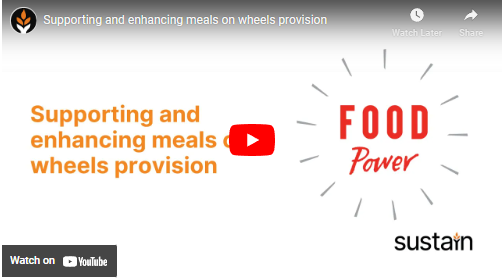 Supporting and enhancing meals on wheels provision
Watch Later
Share
Supporting and
enhancing meals o
wheels provision
FOOD
Power
sustain
Watch on YouTube